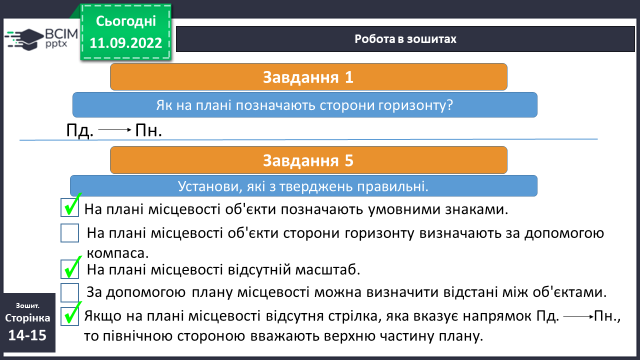 Сьогодні
11.09.2022
ВСІМ
pptx
Робота в зошитах
Завдання 1
Як на плані позначають сторони горизонту?
Пд. → Пн.
Завдання 5
Установи, які з тверджень правильні.
На плані місцевості об'єкти позначають умовними знаками.
На плані місцевості об'єкти сторони горизонту визначають за допомогою
компаса.
На плані місцевості відсутній масштаб.
За допомогою плану місцевості можна визначити відстані між об'єктами.
Якщо на плані місцевості відсутня стрілка, яка вказує напрямок Пд. → Пн.,
то північною стороною вважають верхню частину плану.
Зошит.
Сторінка
14-15